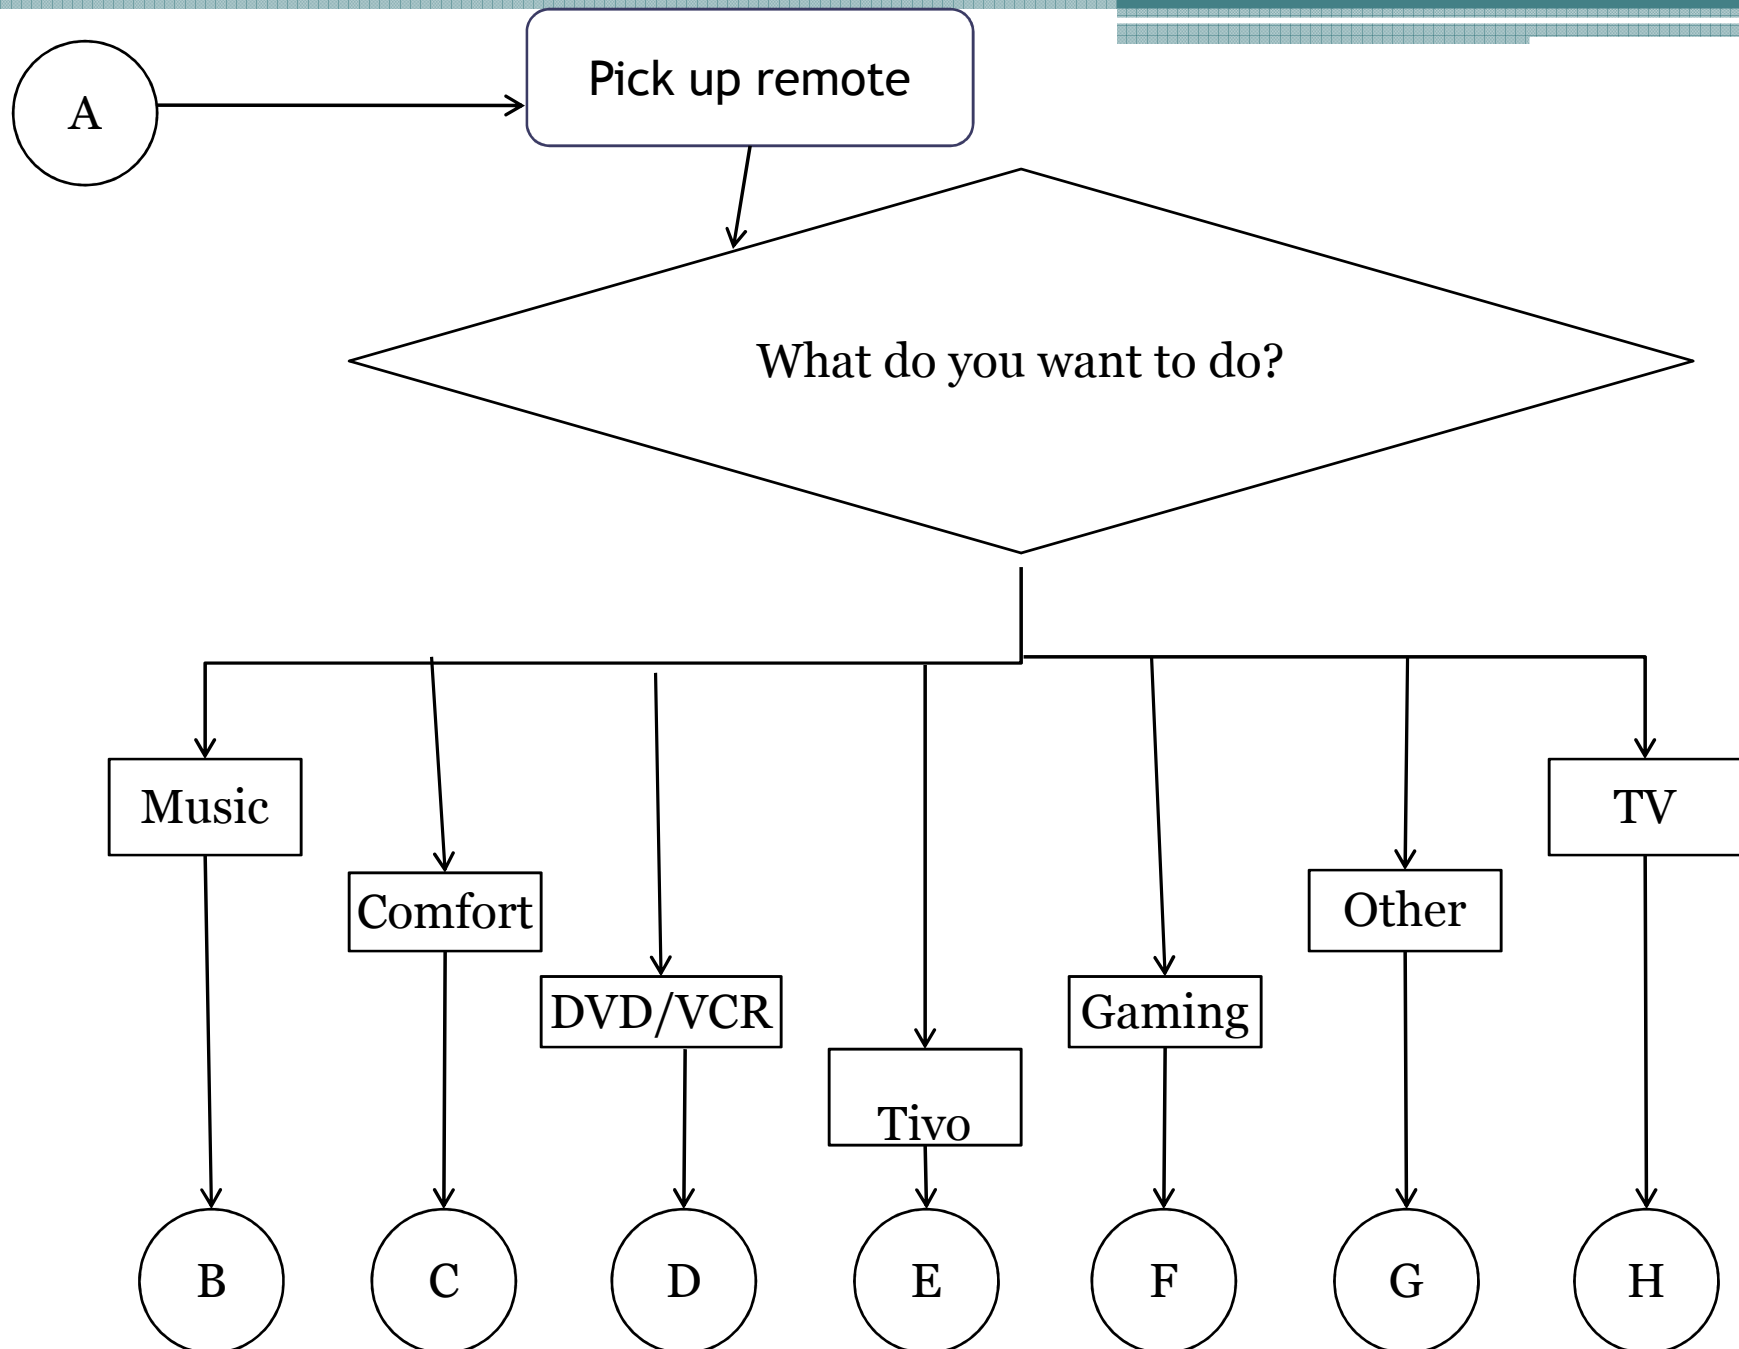 A
Pick up remote
What do you want to do?
Music
TV
Comfort
Other
DVD/VCR
Gaming
Tivo
B
C
D
E
F
G
H